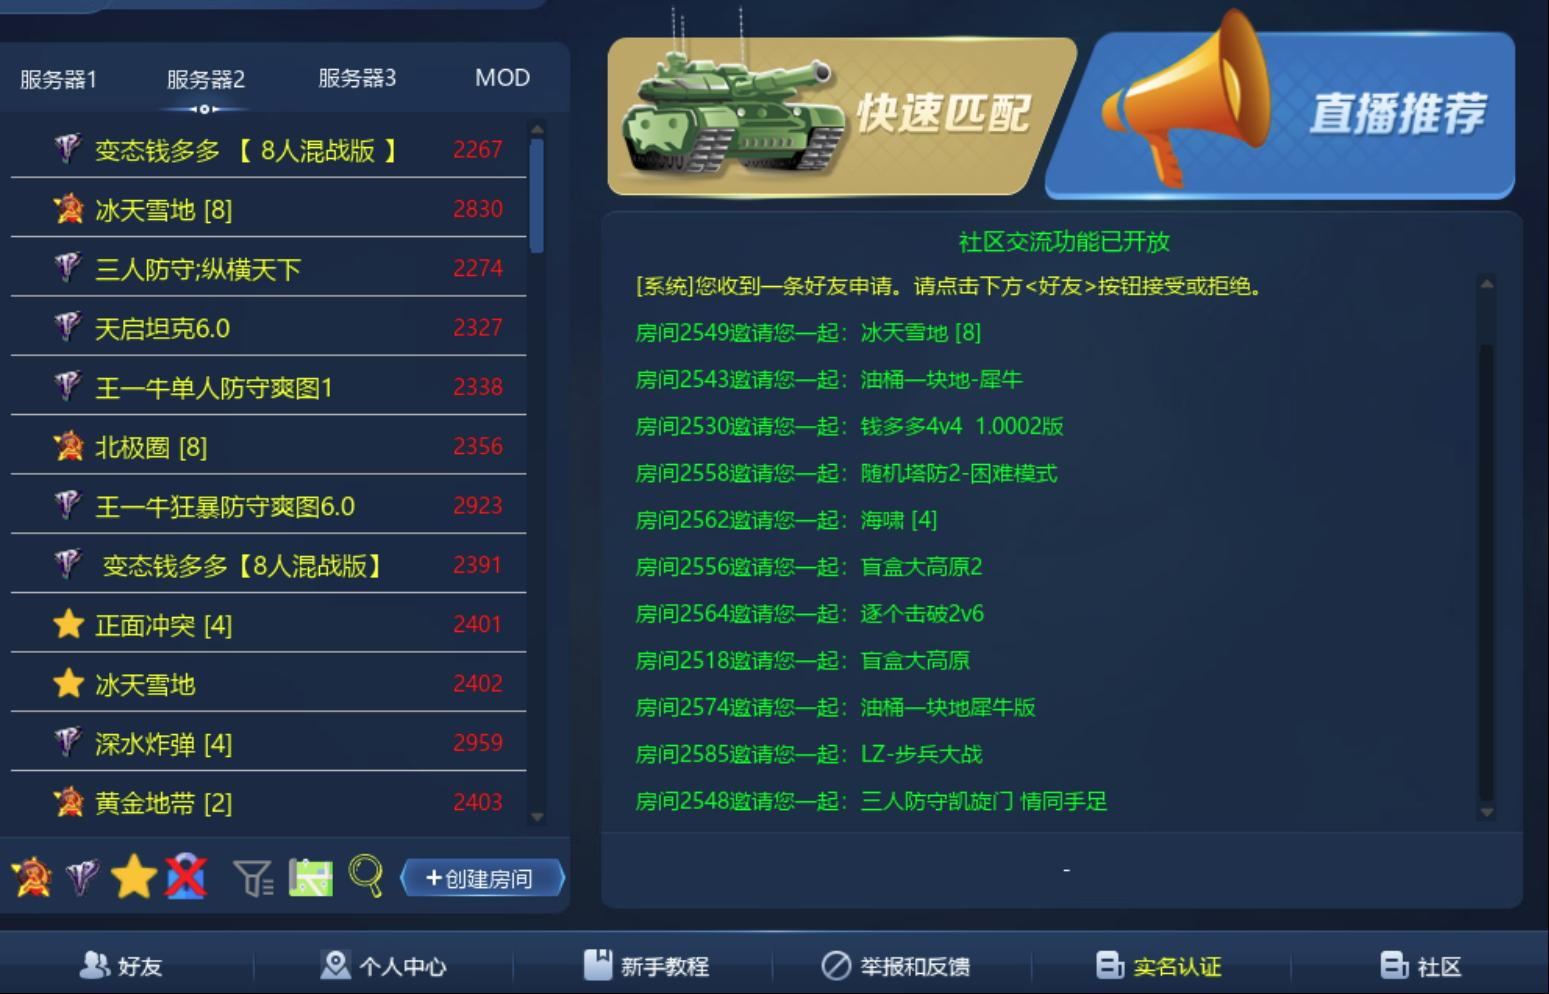 服务器1 服务器2 服务器3 MOD
变态钱多多 【 8人混战版 】 2267
冰天雪地 [8] 2830
三人防守;纵横天下 2274
天启坦克6.0 2327
王一牛单人防守爽图1 2338
北极圈 [8] 2356
王一牛狂暴防守爽图6.0 2923
变态钱多多【8人混战版】 2391
正面冲突 [4] 2401
冰天雪地 2402
深水炸弹 [4] 2959
黄金地带 [2] 2403
+创建房间
快速匹配
直播推荐
社区交流功能已开放
[系统]您收到一条好友申请。请点击下方<好友>按钮接受或拒绝。
房间2549邀请您一起：冰天雪地 [8]
房间2543邀请您一起：油桶一块地-犀牛
房间2530邀请您一起：钱多多4v4 1.0002版
房间2558邀请您一起：随机塔防2-困难模式
房间2562邀请您一起：海啸 [4]
房间2556邀请您一起：盲盒大高原2
房间2564邀请您一起：逐个击破2v6
房间2518邀请您一起：盲盒大高原
房间2574邀请您一起：油桶一块地犀牛版
房间2585邀请您一起：LZ-步兵大战
房间2548邀请您一起：三人防守凯旋门 情同手足
-
好友 个人中心 新手教程 举报和反馈 实名认证 社区